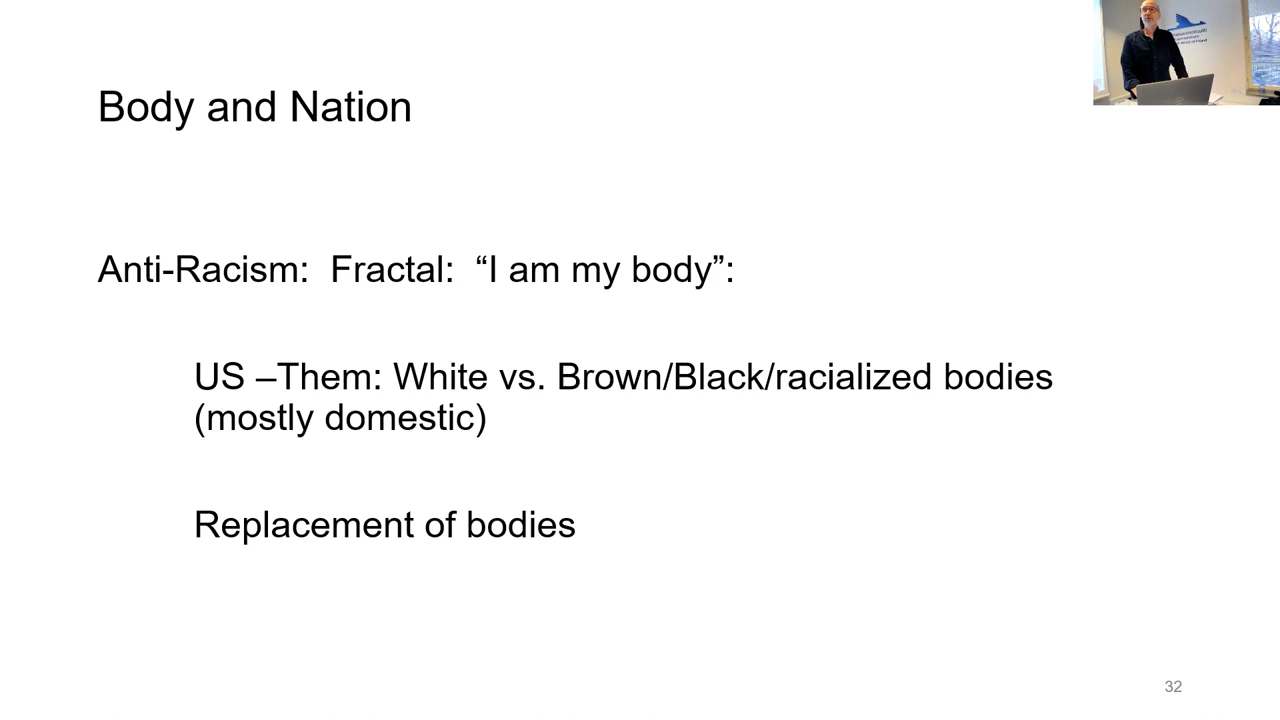 Body and Nation
Anti-Racism:  Fractal:  “I am my body”:
US –Them: White vs. Brown/Black/racialized bodies
(mostly domestic)
Replacement of bodies
32